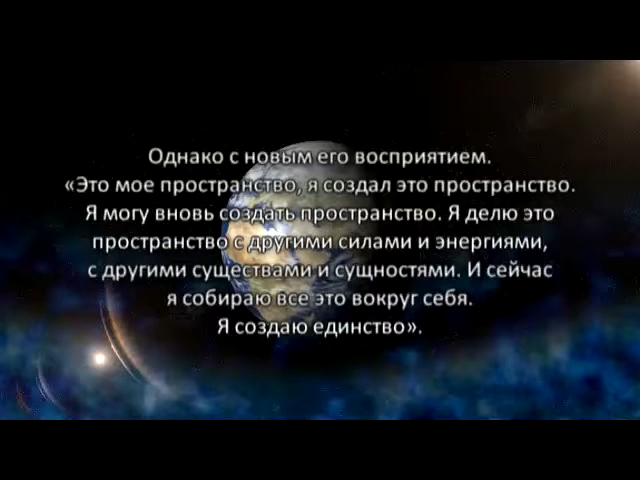 Однако с новым его восприятием.
«Это мое пространство, я создал это пространство.
Я могу вновь создать пространство. Я делю это
пространство с другими силами и энергиями,
с другими существами и сущностями. И сейчас
я собираю все это вокруг себя.
Я создаю единство».